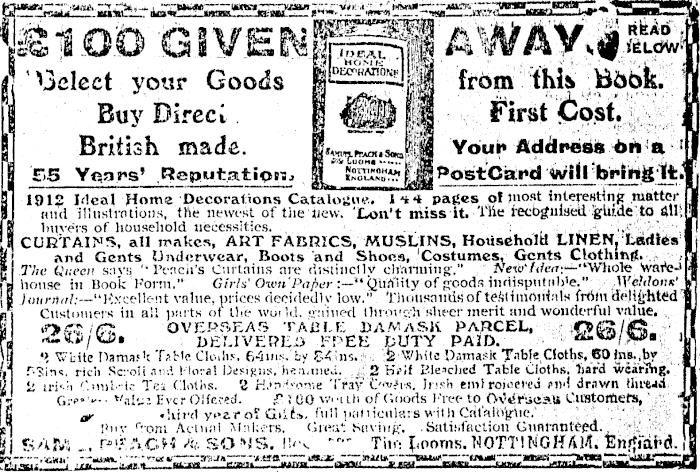 £100 GIVEN AWAY
READ
BELOW
Select your Goods from this Book.
Buy Direct First Cost.
British made. Your Address on a
55 Years' Reputation. PostCard will bring it.
IDEAL
HOME
DECORATIONS
SAMUEL PEACH & SONS
LOOMS
NOTTINGHAM
ENGLAND
1912 Ideal Home Decorations Catalogue. 144 pages of most interesting matter
and illustrations, the newest of the new. Don't miss it. The recognised guide to all
buyers of household necessities.
CURTAINS, all makes, ART FABRICS, MUSLINS, Household LINEN, Ladies
and Gents Underwear, Boots and Shoes, Costumes, Gents Clothing.
The Queen says "Peach's Curtains are distinctly charming." New Idea:—"Whole ware-
house in Book Form." Girls' Own Paper:—"Quality of goods indisputable." Weldons'
Journal:—"Excellent value, prices decidedly low." Thousands of testimonials from delighted
Customers in all parts of the world, gained through sheer merit and wonderful value.
26/6. OVERSEAS TABLE DAMASK PARCEL, 26/6.
DELIVERED FREE DUTY PAID.
2 White Damask Table Cloths, 64ins. by 84ins. 2 White Damask Table Cloths, 60 ins. by
58ins. rich Scroll and Floral Designs, hemmed. 2 Half Bleached Table Cloths, hard wearing.
2 Irish Cambric Tea Cloths. 2 Handsome Tray Covers, Irish embroidered and drawn thread.
Greatest Value Ever Offered. £100 worth of Goods Free to Overseas Customers,
third year of Gifts, full particulars with Catalogue.
Buy from Actual Makers. Great Saving. Satisfaction Guaranteed.
SAML. PEACH & SONS, Box The Looms, NOTTINGHAM, England.